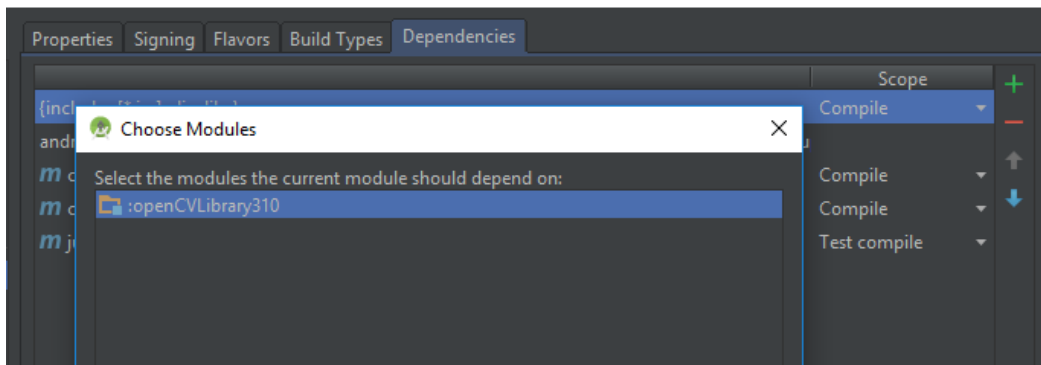 Properties Signing Flavors Build Types Dependencies
Scope
Compile
Choose Modules
Select the modules the current module should depend on:
m Compile
:openCVLibrary310
m Compile
m Test compile